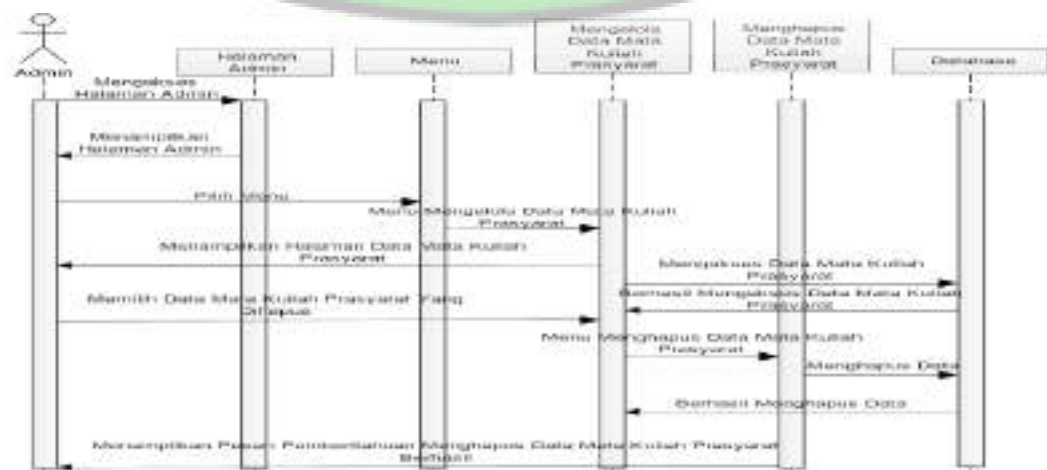 Admin
Halaman
Admin
Menu
Mengelola
Data Mata
Kuliah
Prasyarat
Menghapus
Data Mata
Kuliah
Prasyarat
Database
Mengakses
Halaman Admin
Menampilkan
Halaman Admin
Pilih Menu
Menu Mengelola Data Mata Kuliah
Prasyarat
Menampilkan Halaman Data Mata Kuliah
Prasyarat
Mengakses Data Mata Kuliah
Prasyarat
Berhasil Mengakses Data Mata Kuliah
Prasyarat
Memilih Data Mata Kuliah Prasyarat Yang
Dihapus
Menu Menghapus Data Mata Kuliah
Prasyarat
Menghapus Data
Berhasil Menghapus Data
Menampilkan Pesan Pemberitahuan Menghapus Data Mata Kuliah Prasyarat
Berhasil